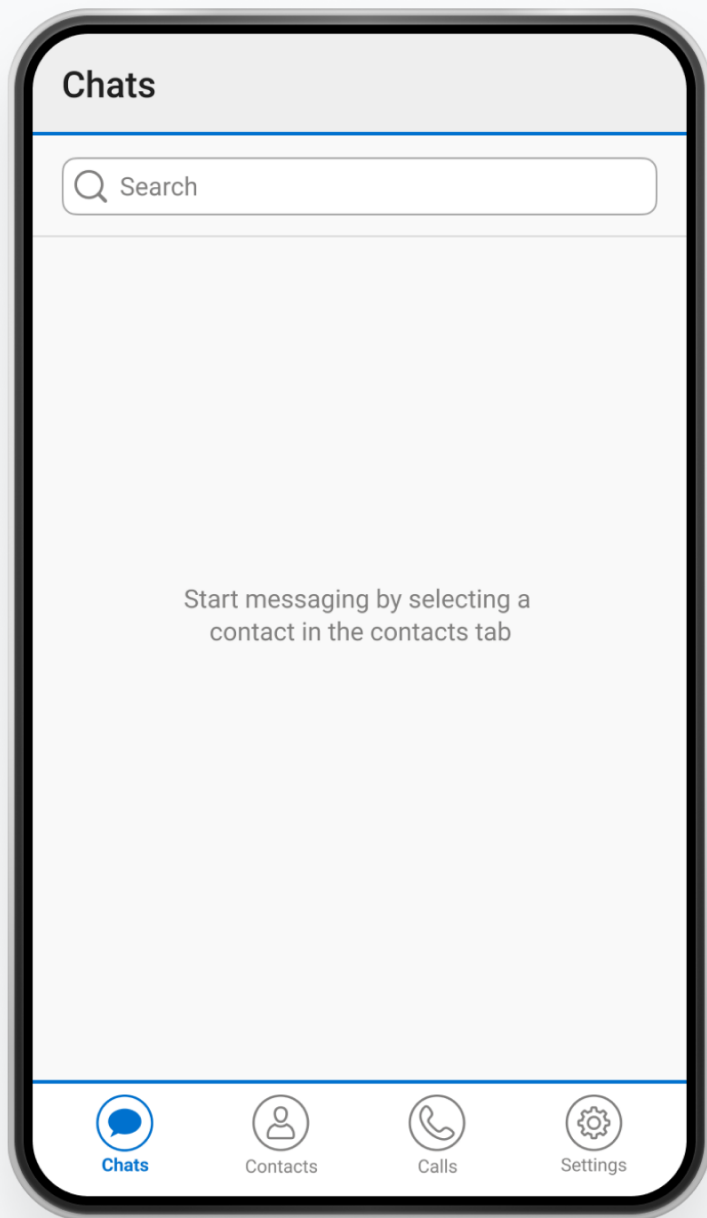 Chats
Search
Start messaging by selecting a
contact in the contacts tab
Chats
Contacts
Calls
Settings